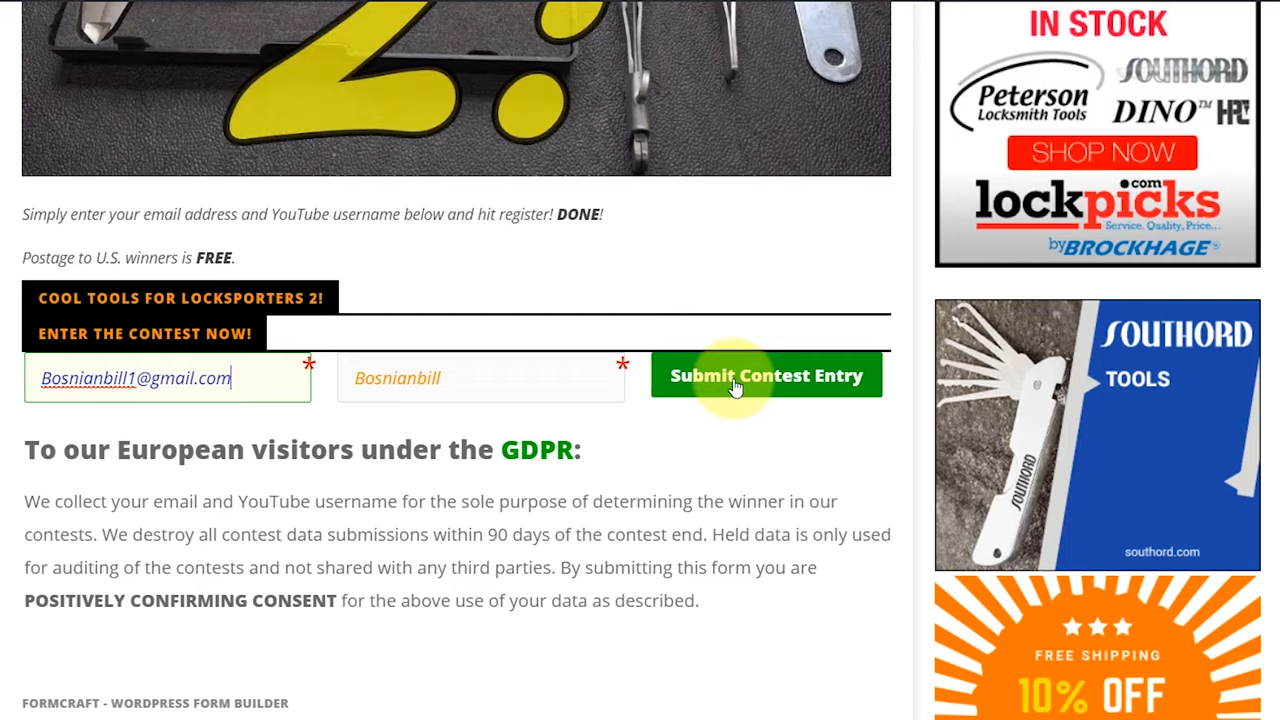 2:
Simply enter your email address and YouTube username below and hit register! DONE!
Postage to U.S. winners is FREE.
COOL TOOLS FOR LOCKSPORTERS 2!
ENTER THE CONTEST NOW!
Bosnianbill1@gmail.com *
Bosnianbill *
Submit Contest Entry
To our European visitors under the GDPR:
We collect your email and YouTube username for the sole purpose of determining the winner in our
contests. We destroy all contest data submissions within 90 days of the contest end. Held data is only used
for auditing of the contests and not shared with any third parties. By submitting this form you are
POSITIVELY CONFIRMING CONSENT for the above use of your data as described.
FORMCRAFT - WORDPRESS FORM BUILDER
IN STOCK
Peterson
Locksmith Tools
SOUTHORD
DINO™ HPC
SHOP NOW
lockpicks.com
Service, Quality, Price...
by BROCKHAGE®
SOUTHORD
TOOLS
SOUTHORD
southord.com
FREE SHIPPING
10% OFF